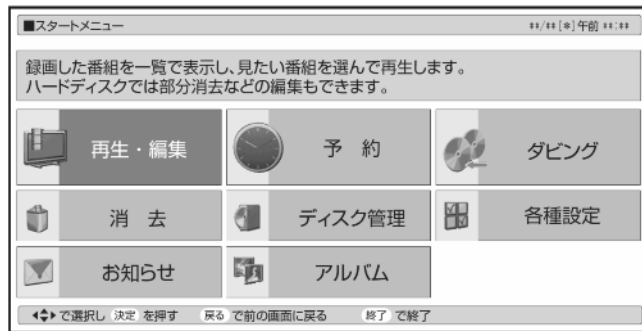 ■スタートメニュー
**/**[*]午前 **:**
録画した番組を一覧で表示し、見たい番組を選んで再生します。
ハードディスクでは部分消去などの編集もできます。
再生・編集
予 約
ダビング
消 去
ディスク管理
各種設定
お知らせ
アルバム
で選択し 決定 を押す 戻る で前の画面に戻る 終了 で終了